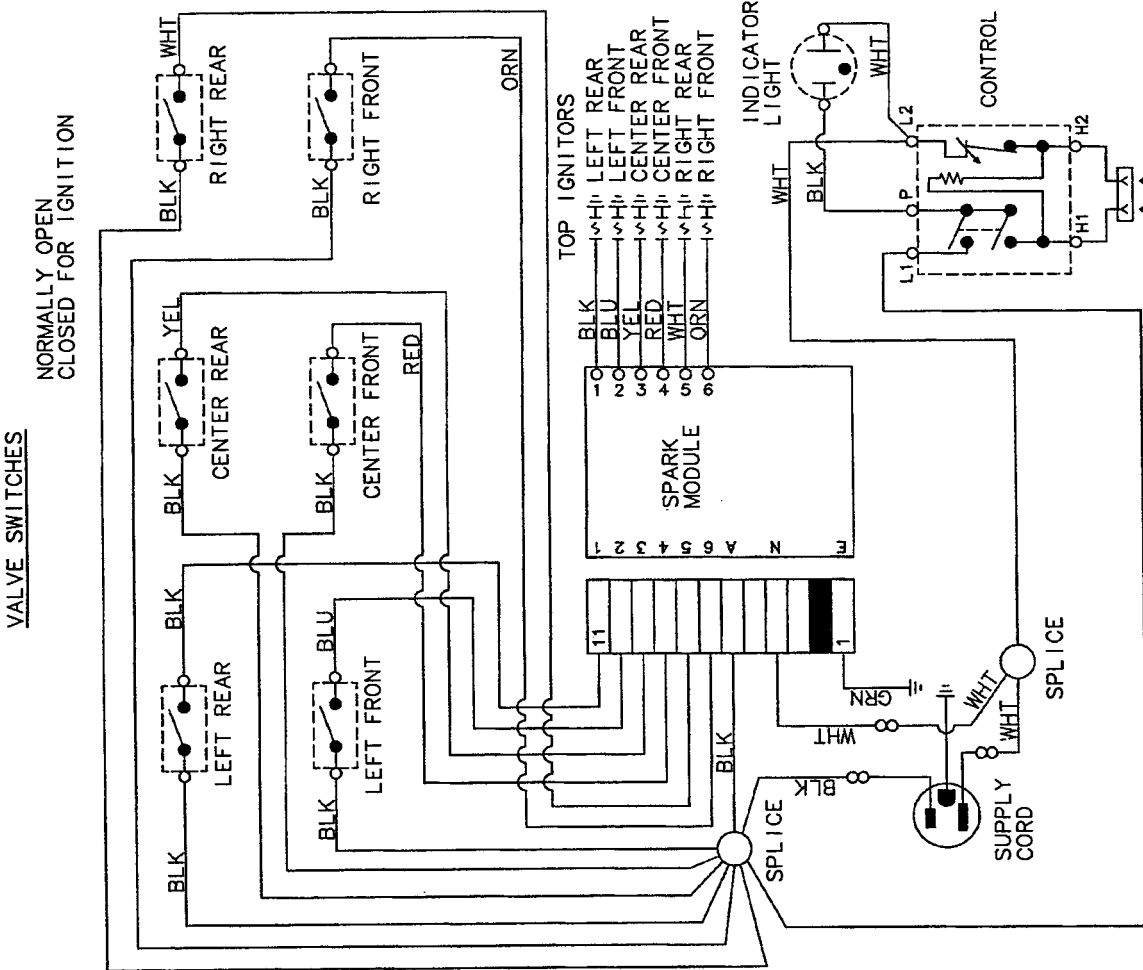 VALVE SWITCHES
NORMALLY OPEN
CLOSED FOR IGNITION
BLK
LEFT REAR
BLK
BLK
CENTER REAR
YEL
BLK
RIGHT REAR
WHT
BLK
LEFT FRONT
BLU
BLK
CENTER FRONT
RED
BLK
RIGHT FRONT
ORN
TOP IGNITORS
BLK
LEFT REAR
BLU
LEFT FRONT
YEL
CENTER REAR
RED
CENTER FRONT
WHT
RIGHT REAR
ORN
RIGHT FRONT
SPARK
MODULE
1
2
3
4
5
6
1
2
3
4
5
6
A
N
E
11
1
GRN
BLK
WHT
BLK
SPLICE
WHT
WHT
SPLICE
SUPPLY
CORD
INDICATOR
LIGHT
WHT
BLK
WHT
CONTROL
L1
P
L2
H1
H2